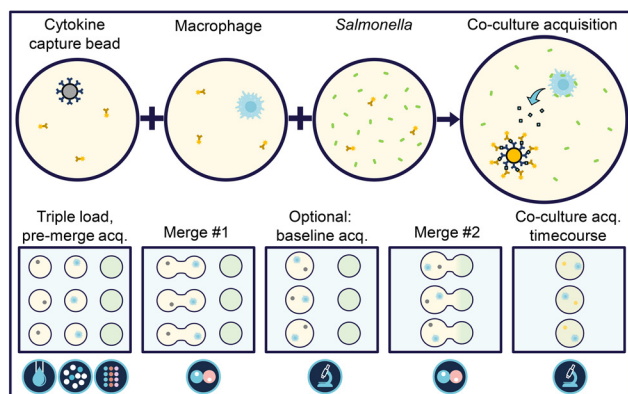 Cytokine
capture bead
Macrophage
Salmonella
Co-culture acquisition
Triple load,
pre-merge acq.
Merge #1
Optional:
baseline acq.
Merge #2
Co-culture acq.
timecourse